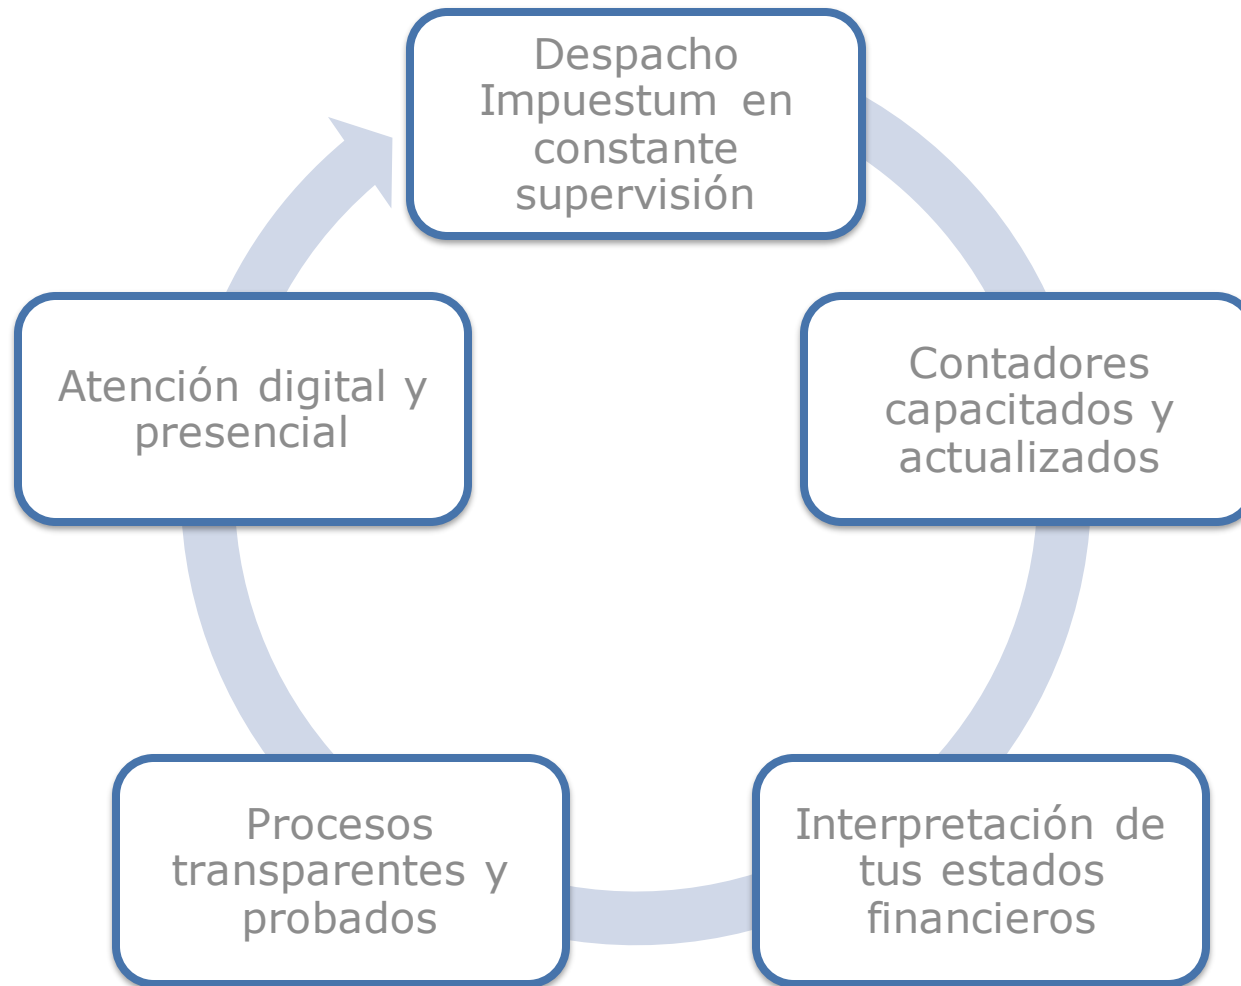 Despacho
Impuestum en
constante
supervisión
Contadores
capacitados y
actualizados
Interpretación de
tus estados
financieros
Procesos
transparentes y
probados
Atención digital y
presencial